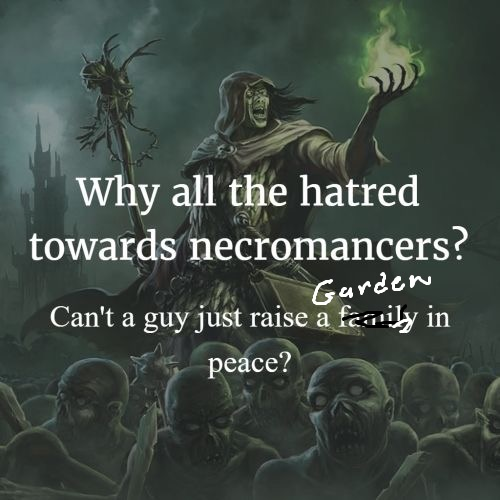 Why all the hatred
towards necromancers?
Garden
Can't a guy just raise a family in
peace?